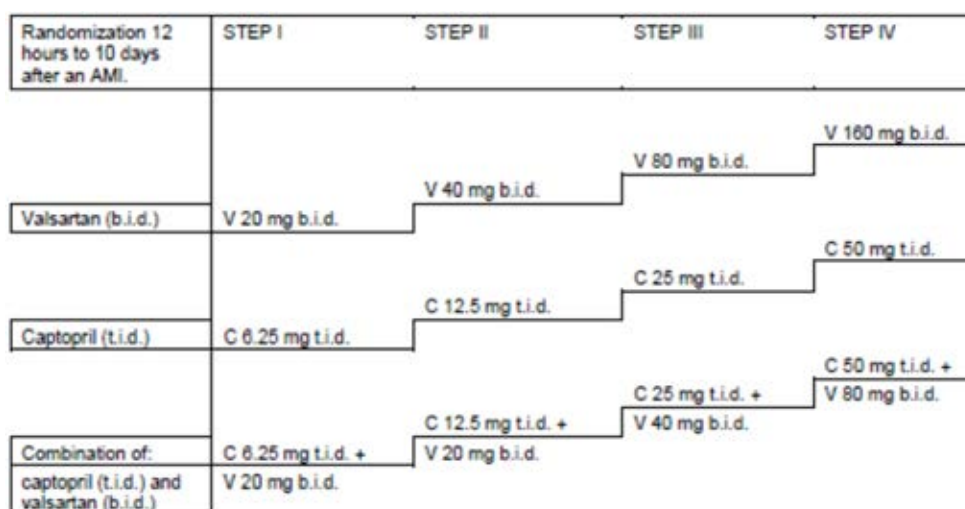 Randomization 12
hours to 10 days
after an AMI.
STEP I
STEP II
STEP III
STEP IV
Valsartan (b.i.d.)
V 20 mg b.i.d.
V 40 mg b.i.d.
V 80 mg b.i.d.
V 160 mg b.i.d.
Captopril (t.i.d.)
C 6.25 mg t.i.d.
C 12.5 mg t.i.d.
C 25 mg t.i.d.
C 50 mg t.i.d.
Combination of:
captopril (t.i.d.) and
valsartan (b.i.d.)
C 6.25 mg t.i.d. +
V 20 mg b.i.d.
C 12.5 mg t.i.d. +
V 20 mg b.i.d.
C 25 mg t.i.d. +
V 40 mg b.i.d.
C 50 mg t.i.d. +
V 80 mg b.i.d.